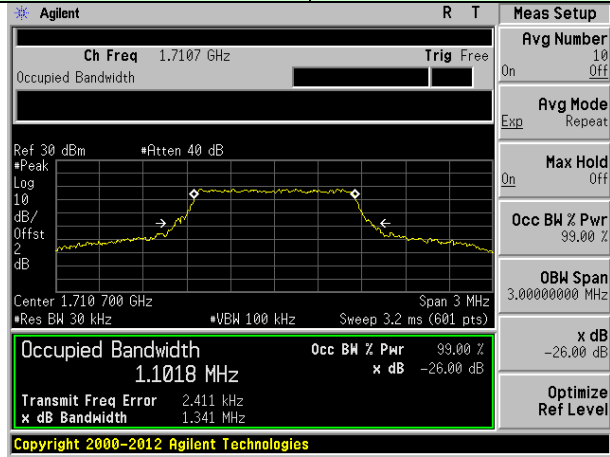 Agilent R T
Ch Freq 1.7107 GHz Trig Free
Occupied Bandwidth
Ref 30 dBm #Atten 40 dB
#Peak
Log
10
dB/
Offst
2
dB
Center 1.710 700 GHz Span 3 MHz
#Res BW 30 kHz #VBW 100 kHz Sweep 3.2 ms (601 pts)
Occupied Bandwidth Occ BW % Pwr 99.00 %
1.1018 MHz x dB -26.00 dB
Transmit Freq Error 2.411 kHz
x dB Bandwidth 1.341 MHz
Copyright 2000-2012 Agilent Technologies
Meas Setup
Avg Number
10
On Off
Avg Mode
Exp Repeat
Max Hold
On Off
Occ BW % Pwr
99.00 %
OBW Span
3.00000000 MHz
x dB
-26.00 dB
Optimize
Ref Level